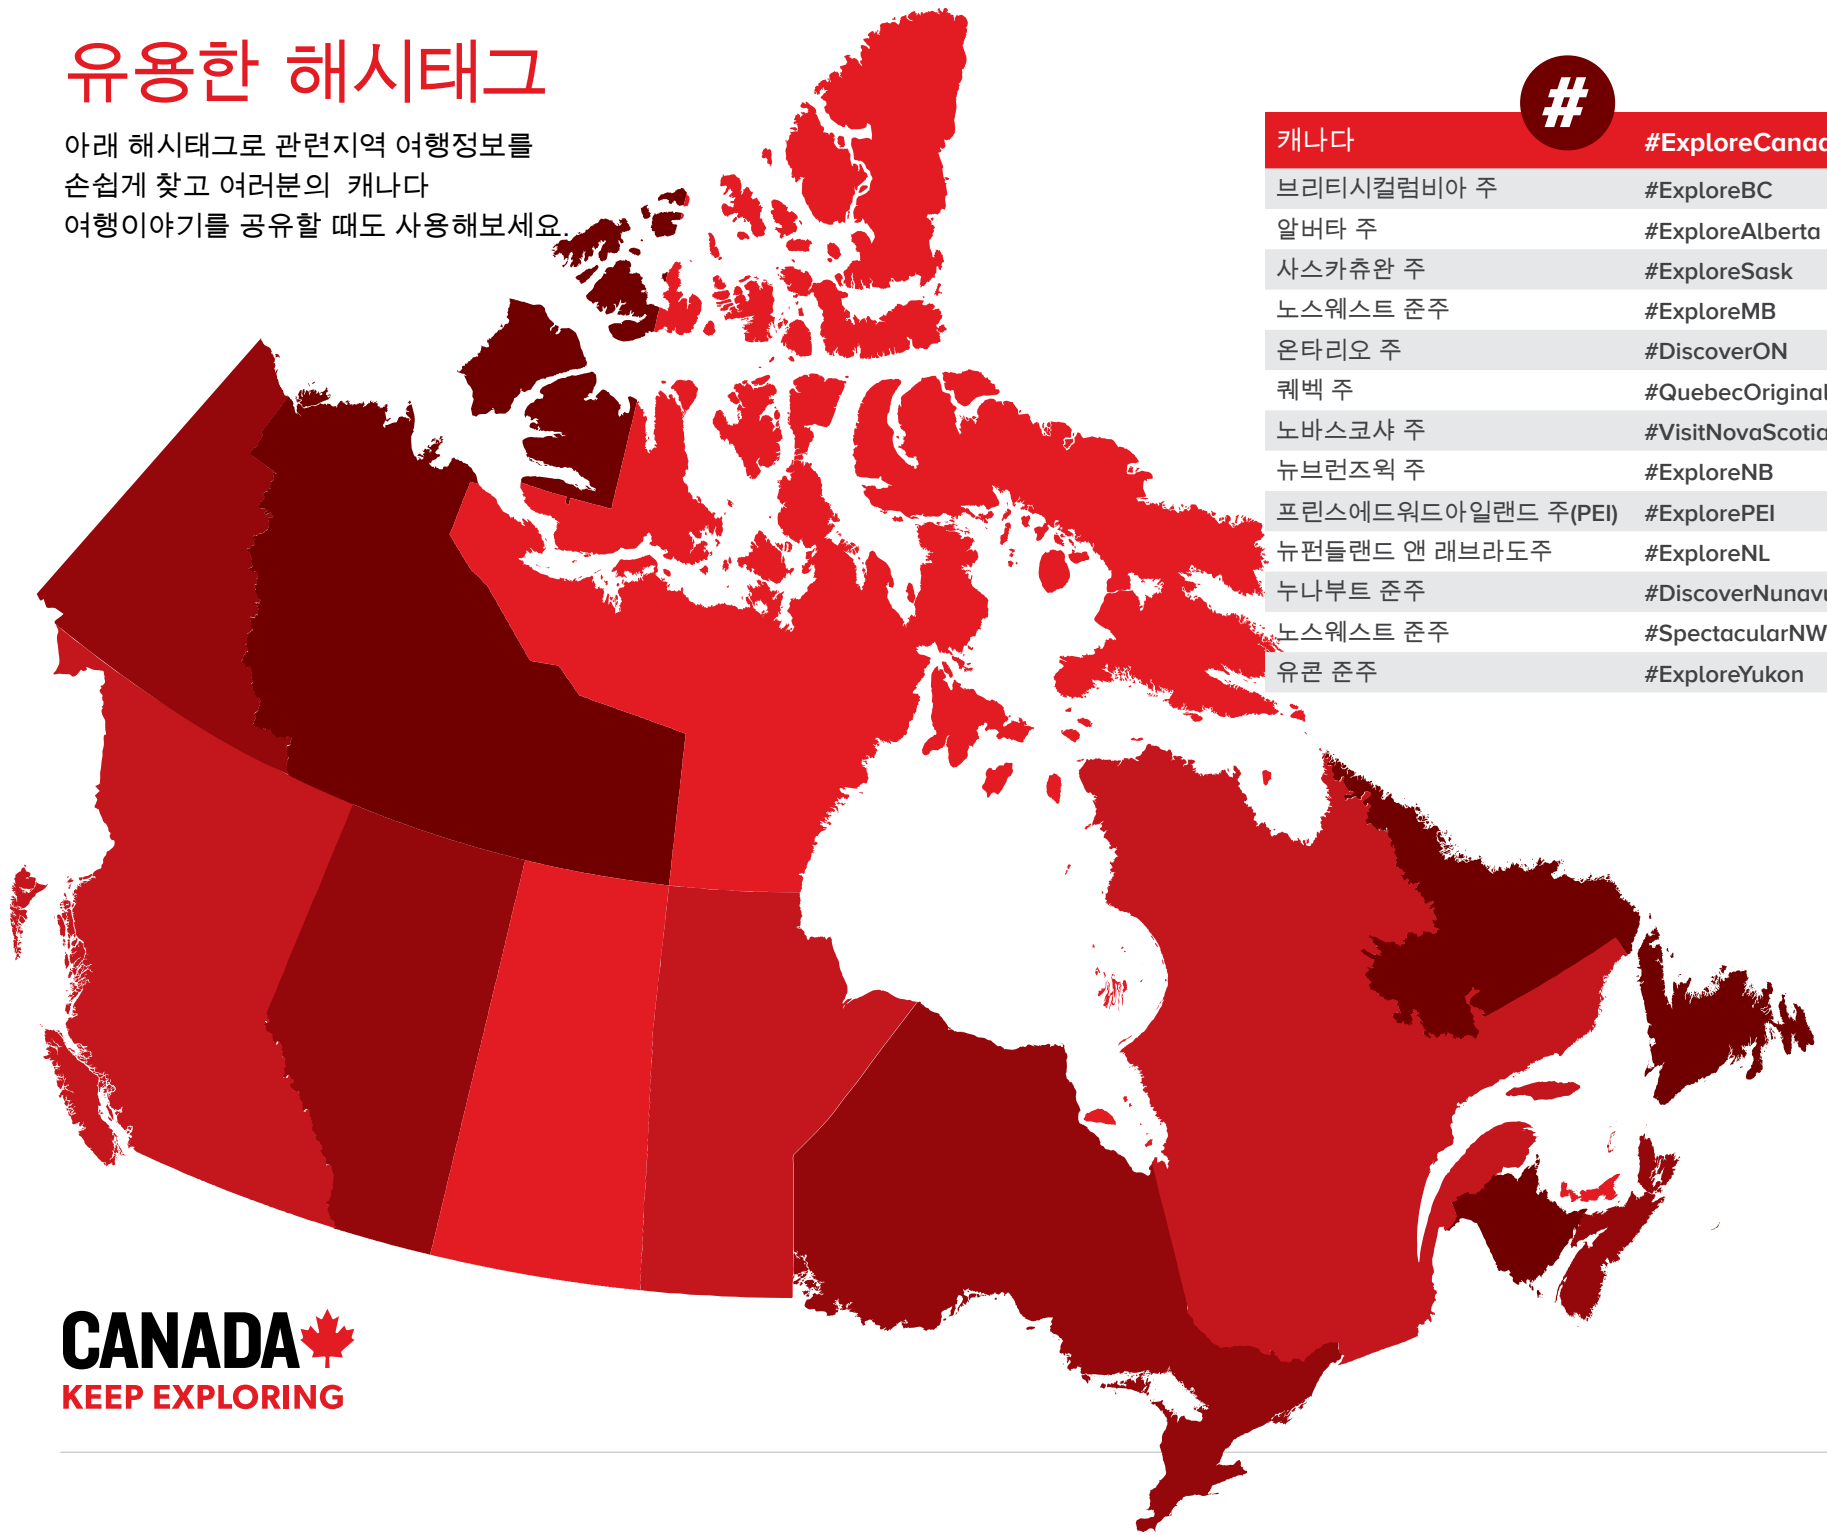 유용한 해시태그
아래 해시태그로 관련지역 여행정보를
손쉽게 찾고 여러분의 캐나다
여행이야기를 공유할 때도 사용해보세요.
#
캐나다 #ExploreCanad
브리티시컬럼비아 주 #ExploreBC
알버타 주 #ExploreAlberta
사스카츄완 주 #ExploreSask
노스웨스트 준주 #ExploreMB
온타리오 주 #DiscoverON
퀘벡 주 #QuebecOriginal
노바스코샤 주 #VisitNovaScotia
뉴브런즈윅 주 #ExploreNB
프린스에드워드아일랜드 주(PEI) #ExplorePEI
뉴펀들랜드 앤 래브라도주 #ExploreNL
누나부트 준주 #DiscoverNunavu
노스웨스트 준주 #SpectacularNW
유콘 준주 #ExploreYukon
CANADA
KEEP EXPLORING